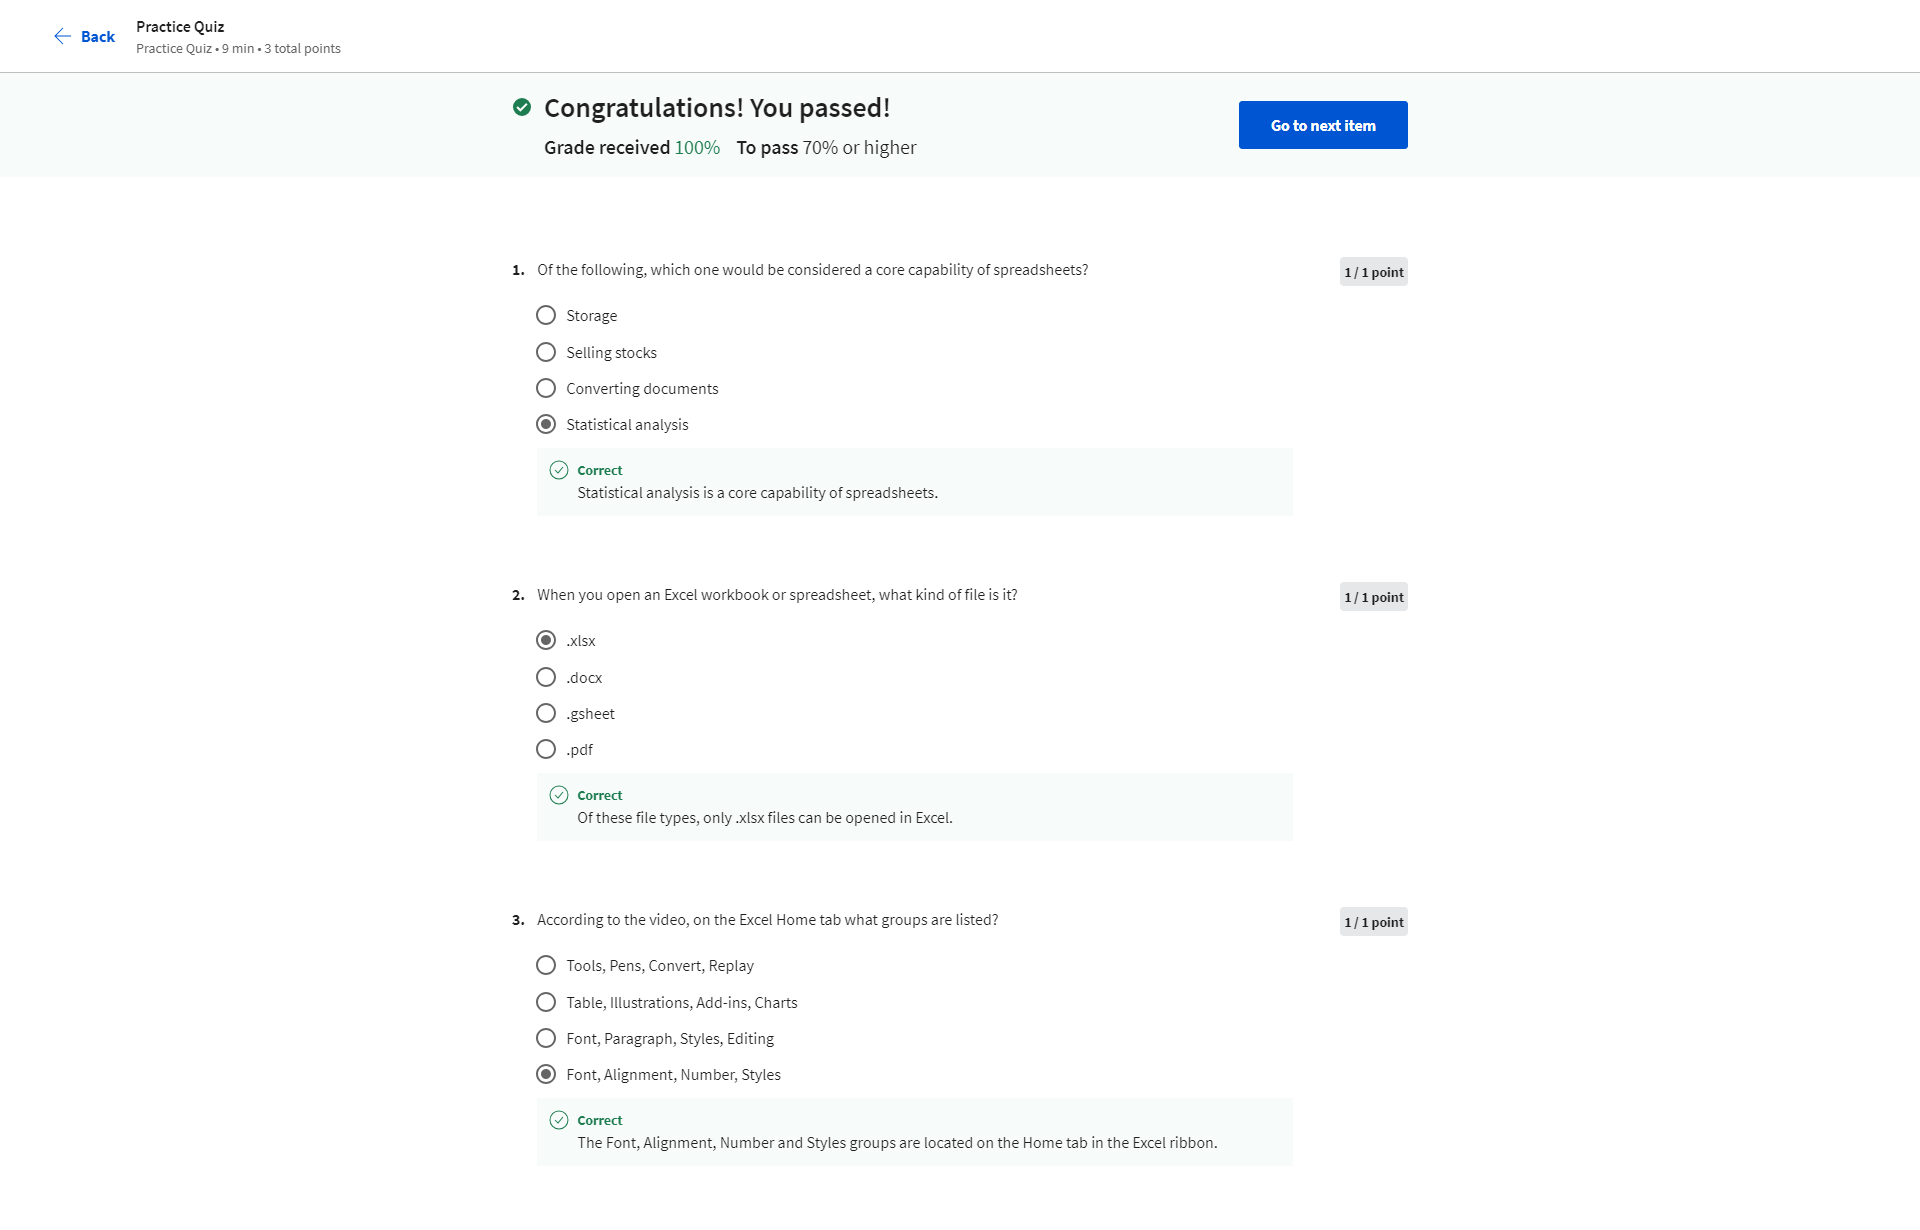 Back
Practice Quiz
Practice Quiz • 9 min • 3 total points
Congratulations! You passed!
Grade received 100% To pass 70% or higher
Go to next item
1. Of the following, which one would be considered a core capability of spreadsheets?
1 / 1 point
Storage
Selling stocks
Converting documents
Statistical analysis
Correct
Statistical analysis is a core capability of spreadsheets.
2. When you open an Excel workbook or spreadsheet, what kind of file is it?
1 / 1 point
.xlsx
.docx
.gsheet
.pdf
Correct
Of these file types, only .xlsx files can be opened in Excel.
3. According to the video, on the Excel Home tab what groups are listed?
1 / 1 point
Tools, Pens, Convert, Replay
Table, Illustrations, Add-ins, Charts
Font, Paragraph, Styles, Editing
Font, Alignment, Number, Styles
Correct
The Font, Alignment, Number and Styles groups are located on the Home tab in the Excel ribbon.